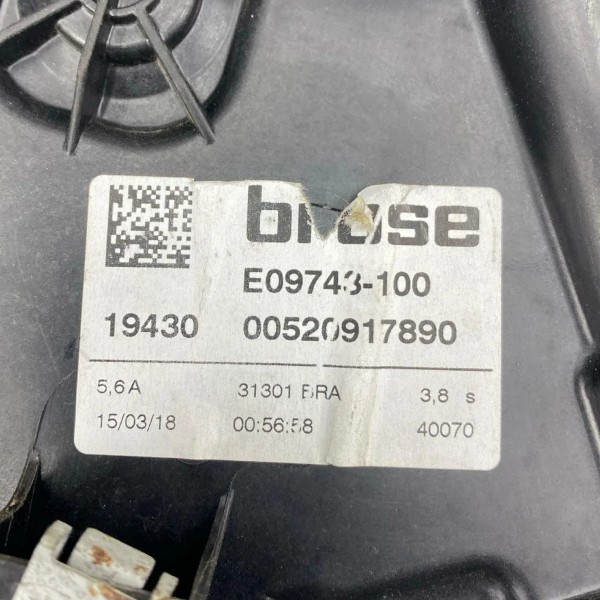 brose
E09743-100
19430 00520917890
5,6A 31301 BRA 3,8 s
15/03/18 00:56:58 40070